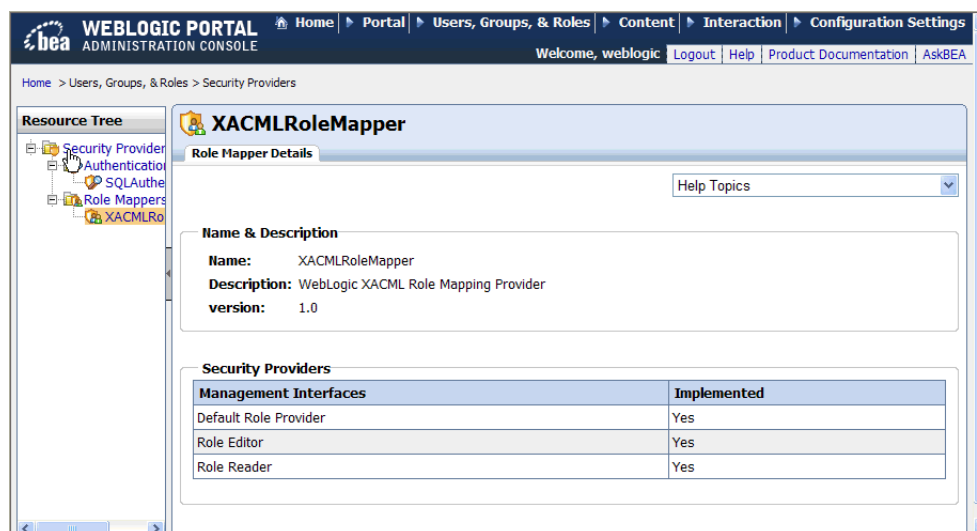 bea WEBLOGIC PORTAL
ADMINISTRATION CONSOLE
Home Portal Users, Groups, & Roles Content Interaction Configuration Settings
Welcome, weblogic Logout Help Product Documentation AskBEA
Home > Users, Groups, & Roles > Security Providers
Resource Tree
Security Provider
Authentication
SQLAuthe
Role Mappers
XACMLRo
XACMLRoleMapper
Role Mapper Details
Help Topics
Name & Description
Name: XACMLRoleMapper
Description: WebLogic XACML Role Mapping Provider
version: 1.0
Security Providers
Management Interfaces Implemented
Default Role Provider Yes
Role Editor Yes
Role Reader Yes